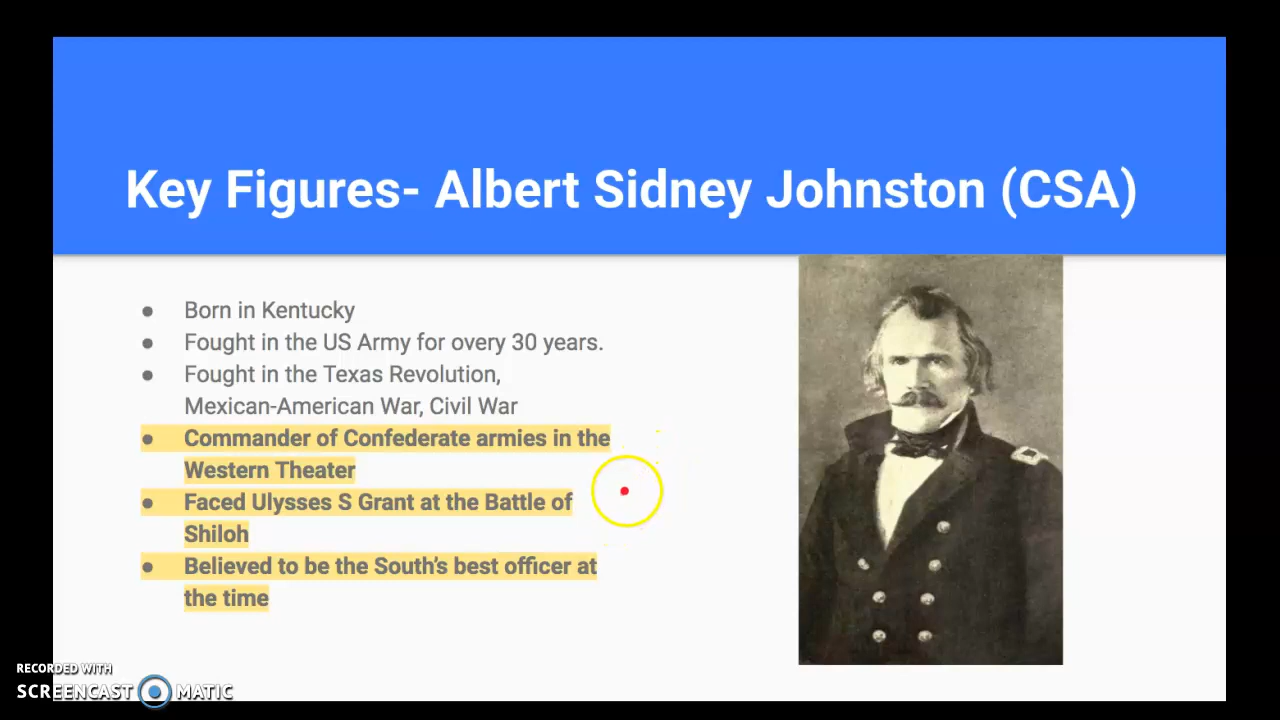 Key Figures- Albert Sidney Johnston (CSA)
● Born in Kentucky
● Fought in the US Army for overy 30 years.
● Fought in the Texas Revolution,
Mexican-American War, Civil War
● Commander of Confederate armies in the
Western Theater
● Faced Ulysses S Grant at the Battle of
Shiloh
● Believed to be the South's best officer at
the time
RECORDED WITH
SCREENCAST MATIC